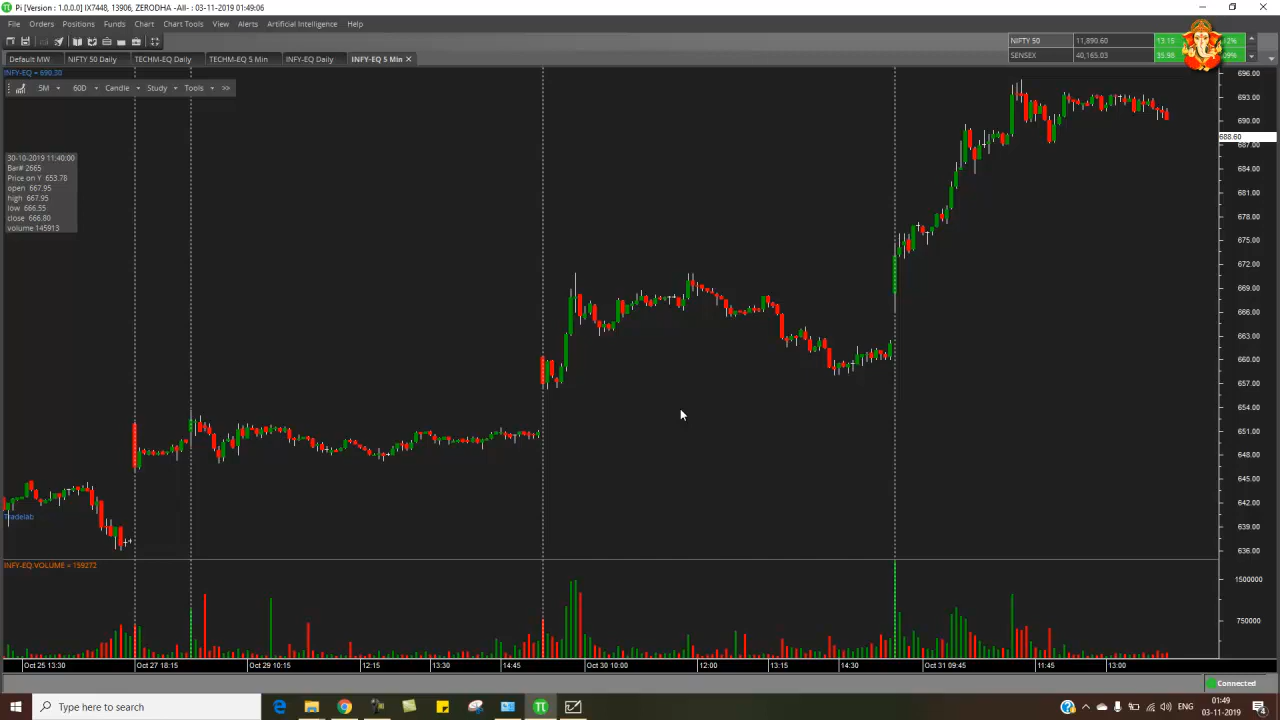 Pi [Version : 1.0.0.0] IX7448, 13906, ZERODHA -All- : 03-11-2019 01:49:06
File Orders Positions Funds Chart Chart Tools View Alerts Artificial Intelligence Help
NIFTY 50 11,890.60 13.15
SENSEX 40,165.03 35.98
Default MW NIFTY 50 Daily TECHM-EQ Daily TECHM-EQ 5 Min INFY-EQ Daily INFY-EQ 5 Min
INFY-EQ = 690.30
5M 60D Candle Study Tools >>
30-10-2019 11:40:00
Bar# 2665
Price on Y 653.78
open 667.95
high 667.95
low 666.55
close 666.80
volume 145913
696.00
693.00
690.00
688.60
687.00
684.00
681.00
678.00
675.00
672.00
669.00
666.00
663.00
660.00
657.00
654.00
651.00
648.00
645.00
642.00
639.00
636.00
Tradelab
INFY-EQ.VOLUME = 159272
1500000
750000
Oct 25 13:30 Oct 27 18:15 Oct 29 10:15 12:15 13:30 14:45 Oct 30 10:00 12:00 13:15 14:30 Oct 31 09:45 11:45 13:00
Connected
Type here to search
ENG
01:49
03-11-2019
4